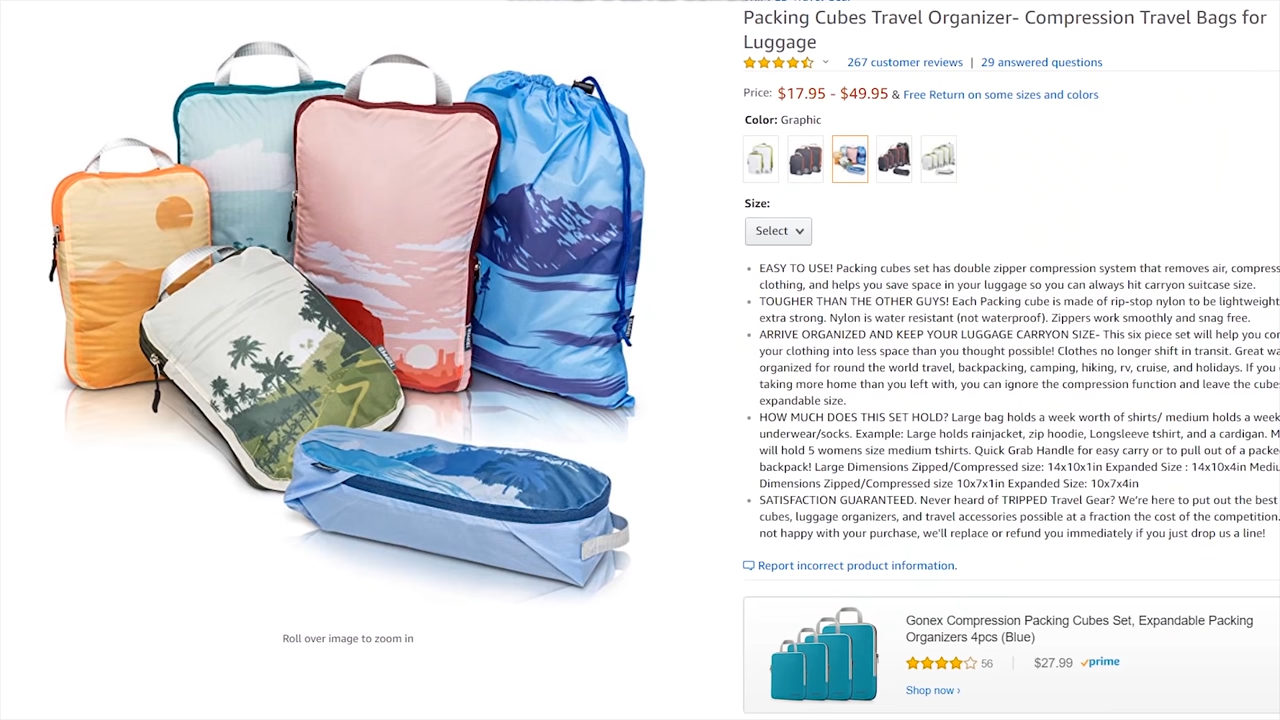 Packing Cubes Travel Organizer- Compression Travel Bags for
Luggage
267 customer reviews | 29 answered questions
Price: $17.95 - $49.95 & Free Return on some sizes and colors
Color: Graphic
Size:
Select
EASY TO USE! Packing cubes set has double zipper compression system that removes air, compress
clothing, and helps you save space in your luggage so you can always hit carryon suitcase size.
TOUGHER THAN THE OTHER GUYS! Each Packing cube is made of rip-stop nylon to be lightweight
extra strong. Nylon is water resistant (not waterproof). Zippers work smoothly and snag free.
ARRIVE ORGANIZED AND KEEP YOUR LUGGAGE CARRYON SIZE- This six piece set will help you co
your clothing into less space than you thought possible! Clothes no longer shift in transit. Great wa
organized for round the world travel, backpacking, camping, hiking, rv, cruise, and holidays. If you
taking more home than you left with, you can ignore the compression function and leave the cube
expandable size.
HOW MUCH DOES THIS SET HOLD? Large bag holds a week worth of shirts/ medium holds a week
underwear/socks. Example: Large holds rainjacket, zip hoodie, Longsleeve tshirt, and a cardigan. M
will hold 5 womens size medium tshirts. Quick Grab Handle for easy carry or to pull out of a packe
backpack! Large Dimensions Zipped/Compressed size: 14x10x1in Expanded Size : 14x10x4in Mediu
Dimensions Zipped/Compressed size 10x7x1in Expanded Size: 10x7x4in
SATISFACTION GUARANTEED. Never heard of TRIPPED Travel Gear? We're here to put out the best
cubes, luggage organizers, and travel accessories possible at a fraction the cost of the competition.
not happy with your purchase, we'll replace or refund you immediately if you just drop us a line!
Report incorrect product information.
Roll over image to zoom in
Gonex Compression Packing Cubes Set, Expandable Packing
Organizers 4pcs (Blue)
56 | $27.99 prime
Shop now ›